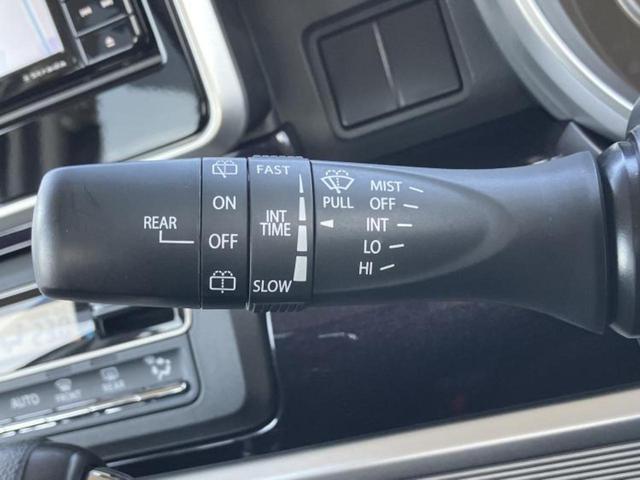 REAR
ON
OFF
FAST
INT
TIME
SLOW
PULL
MIST
OFF
INT
LO
HI
AUTO
FRONT
REAR